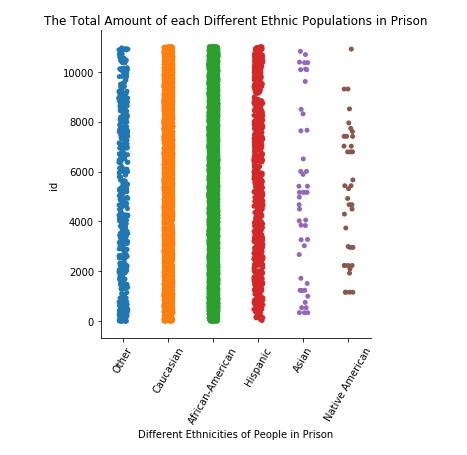 The Total Amount of each Different Ethnic Populations in Prison
10000
8000
6000
4000
2000
0
id
Other
Caucasian
African-American
Hispanic
Asian
Native American
Different Ethnicities of People in Prison